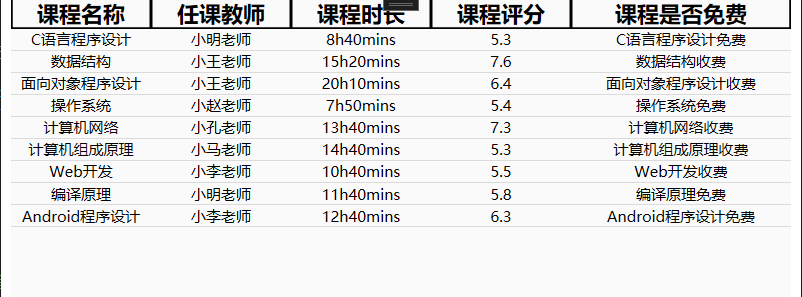 课程名称 任课教师 课程时长 课程评分 课程是否免费
C语言程序设计 小明老师 8h40mins 5.3 C语言程序设计免费
数据结构 小王老师 15h20mins 7.6 数据结构收费
面向对象程序设计 小王老师 20h10mins 6.4 面向对象程序设计收费
操作系统 小赵老师 7h50mins 5.4 操作系统免费
计算机网络 小孔老师 13h40mins 7.3 计算机网络收费
计算机组成原理 小马老师 14h40mins 5.3 计算机组成原理收费
Web开发 小李老师 10h40mins 5.5 Web开发收费
编译原理 小明老师 11h40mins 5.8 编译原理免费
Android程序设计 小李老师 12h40mins 6.3 Android程序设计免费